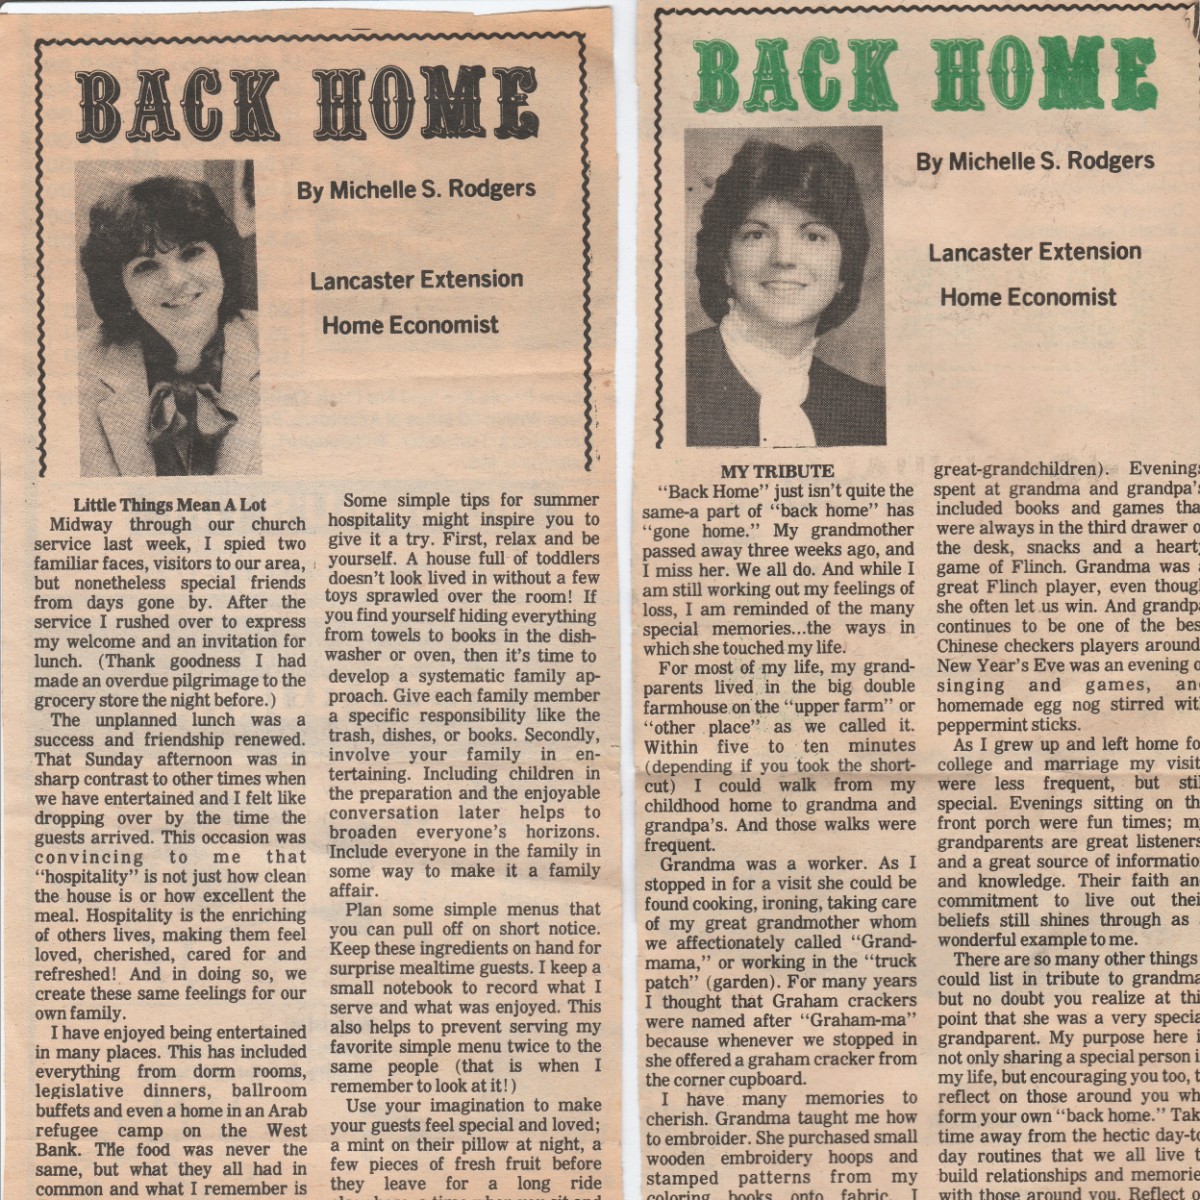 BACK HOME
By Michelle S. Rodgers
Lancaster Extension
Home Economist
Little Things Mean A Lot
Midway through our church
service last week, I spied two
familiar faces, visitors to our area,
but nonetheless special friends
from days gone by. After the
service I rushed over to express
my welcome and an invitation for
lunch. (Thank goodness I had
made an overdue pilgrimage to the
grocery store the night before.)
The unplanned lunch was a
success and friendship renewed.
That Sunday afternoon was in
sharp contrast to other times when
we have entertained and I felt like
dropping over by the time the
guests arrived. This occasion was
convincing to me that
"hospitality" is not just how clean
the house is or how excellent the
meal. Hospitality is the enriching
of others lives, making them feel
loved, cherished, cared for and
refreshed! And in doing so, we
create these same feelings for our
own family.
I have enjoyed being entertained
in many places. This has included
everything from dorm rooms,
legislative dinners, ballroom
buffets and even a home in an Arab
refugee camp on the West
Bank. The food was never the
same, but what they all had in
common and what I remember is
Some simple tips for summer
hospitality might inspire you to
give it a try. First, relax and be
yourself. A house full of toddlers
doesn't look lived in without a few
toys sprawled over the room! If
you find yourself hiding everything
from towels to books in the dish-
washer or oven, then it's time to
develop a systematic family ap-
proach. Give each family member
a specific responsibility like the
trash, dishes, or books. Secondly,
involve your family in en-
tertaining. Including children in
the preparation and the enjoyable
conversation later helps to
broaden everyone's horizons.
Include everyone in the family in
some way to make it a family
affair.
Plan some simple menus that
you can pull off on short notice.
Keep these ingredients on hand for
surprise mealtime guests. I keep a
small notebook to record what I
serve and what was enjoyed. This
also helps to prevent serving my
favorite simple menu twice to the
same people (that is when I
remember to look at it!)
Use your imagination to make
your guests feel special and loved;
a mint on their pillow at night, a
few pieces of fresh fruit before
they leave for a long ride
BACK HOME
By Michelle S. Rodgers
Lancaster Extension
Home Economist
MY TRIBUTE
"Back Home" just isn't quite the
same-a part of "back home" has
"gone home." My grandmother
passed away three weeks ago, and
I miss her. We all do. And while I
am still working out my feelings of
loss, I am reminded of the many
special memories...the ways in
which she touched my life.
For most of my life, my grand-
parents lived in the big double
farmhouse on the "upper farm" or
"other place" as we called it.
Within five to ten minutes
(depending if you took the short-
cut) I could walk from my
childhood home to grandma and
grandpa's. And those walks were
frequent.
Grandma was a worker. As I
stopped in for a visit she could be
found cooking, ironing, taking care
of my great grandmother whom
we affectionately called "Grand-
mama," or working in the "truck
patch" (garden). For many years
I thought that Graham crackers
were named after "Graham-ma"
because whenever we stopped in
she offered a graham cracker from
the corner cupboard.
I have many memories to
cherish. Grandma taught me how
to embroider. She purchased small
wooden embroidery hoops and
stamped patterns from my
coloring books onto fabric. I
great-grandchildren). Evenings
spent at grandma and grandpa's
included books and games tha
were always in the third drawer o
the desk, snacks and a hearty
game of Flinch. Grandma was a
great Flinch player, even though
she often let us win. And grandpa
continues to be one of the bes
Chinese checkers players around.
New Year's Eve was an evening o
singing and games, and
homemade egg nog stirred with
peppermint sticks.
As I grew up and left home fo
college and marriage my visit
were less frequent, but stil
special. Evenings sitting on th
front porch were fun times; my
grandparents are great listeners
and a great source of informatio
and knowledge. Their faith an
commitment to live out thei
beliefs still shines through as
wonderful example to me.
There are so many other things
could list in tribute to grandma
but no doubt you realize at thi
point that she was a very specia
grandparent. My purpose here i
not only sharing a special person i
my life, but encouraging you too, t
reflect on those around you wh
form your own "back home." Tak
time away from the hectic day-to
day routines that we all live t
build relationships and memorie
with those around you. Reflect o